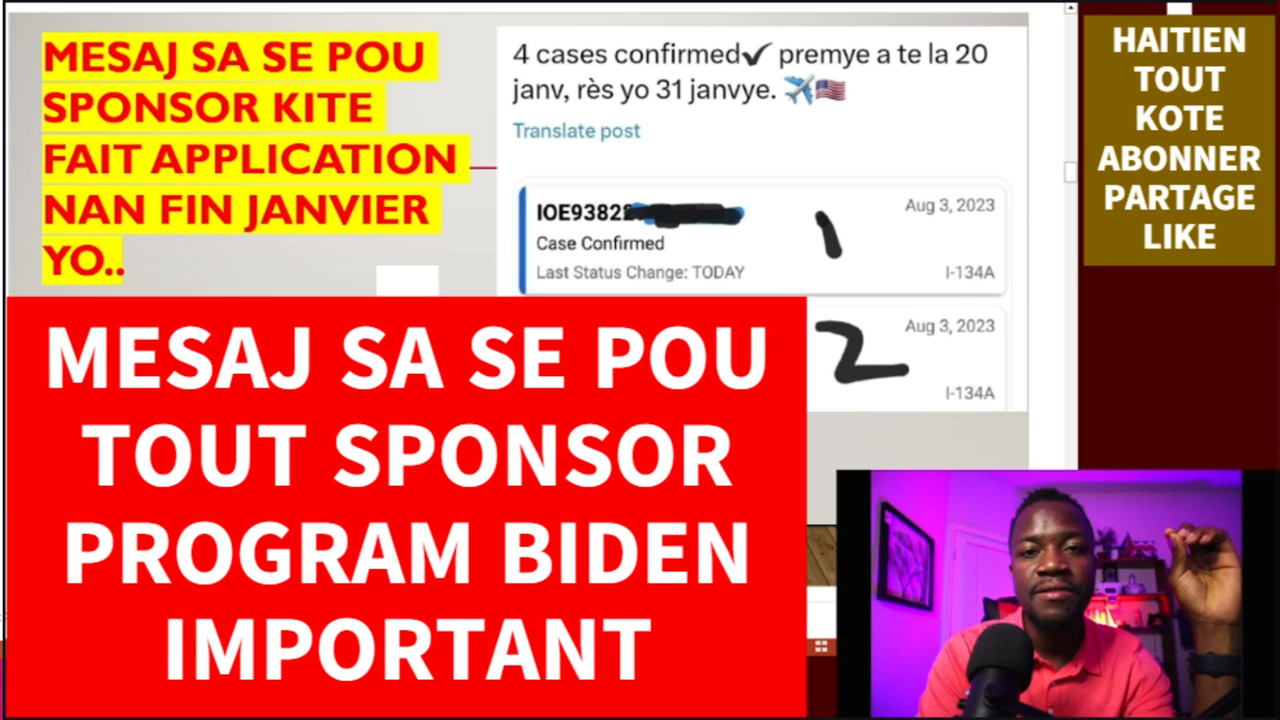 MESAJ SA SE POU
SPONSOR KITE
FAIT APPLICATION
NAN FIN JANVIER
YO..
4 cases confirmed✔ premye a te la 20
janv, rès yo 31 janvye. ✈️🇺🇸
Translate post
IOE9382
Aug 3, 2023
Case Confirmed
Last Status Change: TODAY
I-134A
1
Aug 3, 2023
I-134A
2
HAITIEN
TOUT
KOTE
ABONNER
PARTAGE
LIKE
MESAJ SA SE POU
TOUT SPONSOR
PROGRAM BIDEN
IMPORTANT